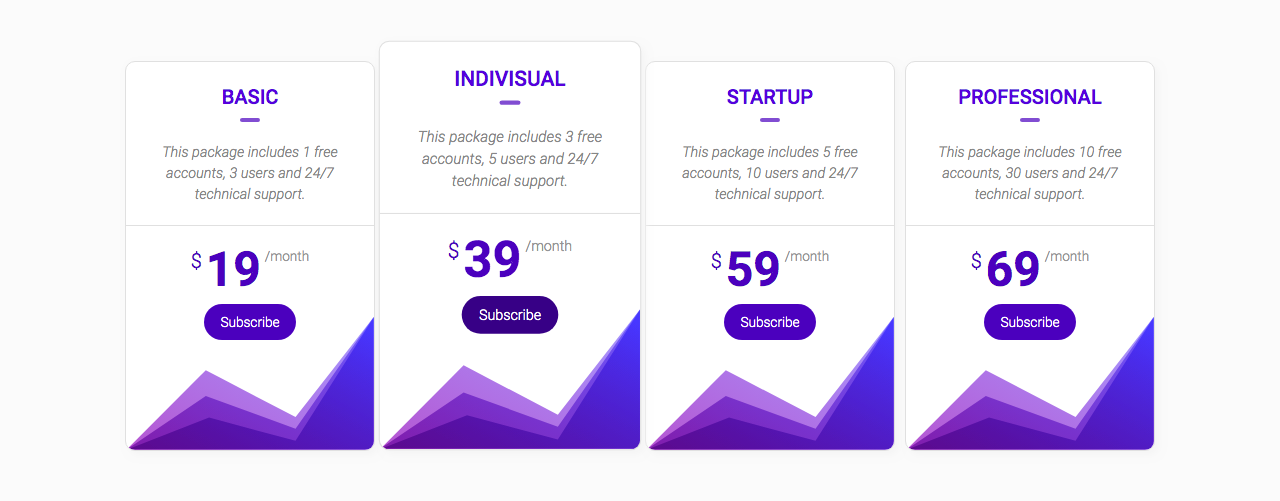 BASIC
This package includes 1 free
accounts, 3 users and 24/7
technical support.
$ 19 /month
Subscribe
INDIVISUAL
This package includes 3 free
accounts, 5 users and 24/7
technical support.
$ 39 /month
Subscribe
STARTUP
This package includes 5 free
accounts, 10 users and 24/7
technical support.
$ 59 /month
Subscribe
PROFESSIONAL
This package includes 10 free
accounts, 30 users and 24/7
technical support.
$ 69 /month
Subscribe